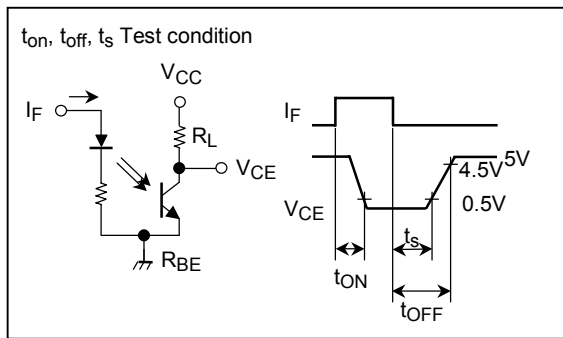 ton, toff, ts Test condition
VCC
IF
RL
VCE
RBE
IF
5V
4.5V
0.5V
VCE
ts
tON
tOFF